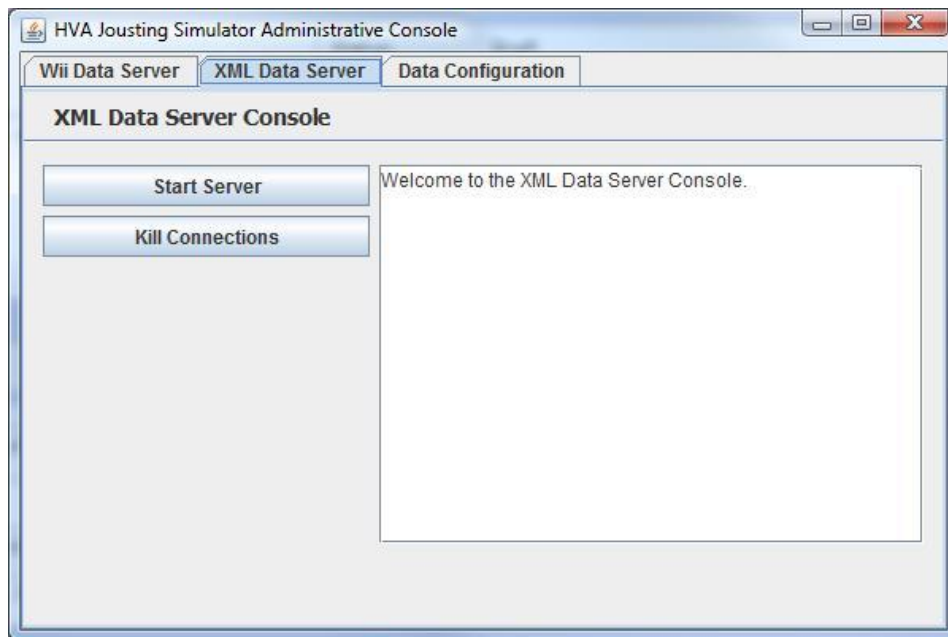 HVA Jousting Simulator Administrative Console
Wii Data Server XML Data Server Data Configuration
XML Data Server Console
Start Server
Welcome to the XML Data Server Console.
Kill Connections